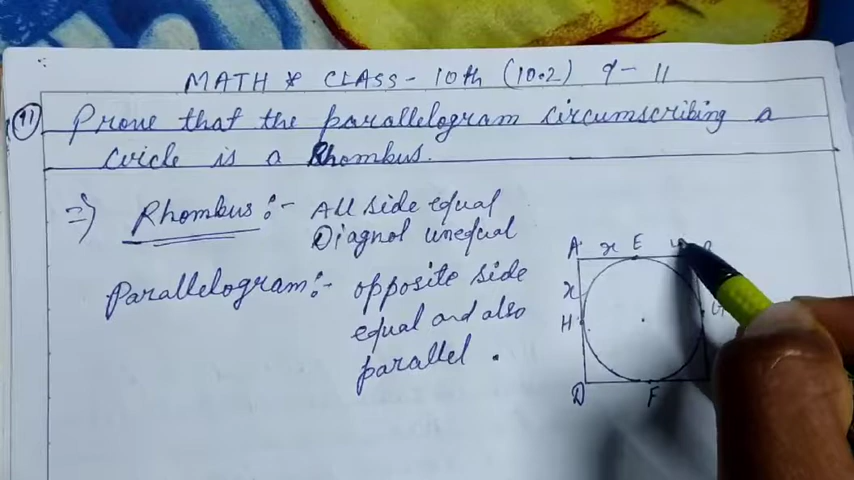 MATH * CLASS - 10th (10.2) 9 - 11
11 Prove that the parallelogram circumscribing a
circle is a Rhombus.
=> Rhombus :- All side equal
Diagnol unequal
Parallelogram :- opposite side
equal and also
parallel .
A x E
x
H
D F